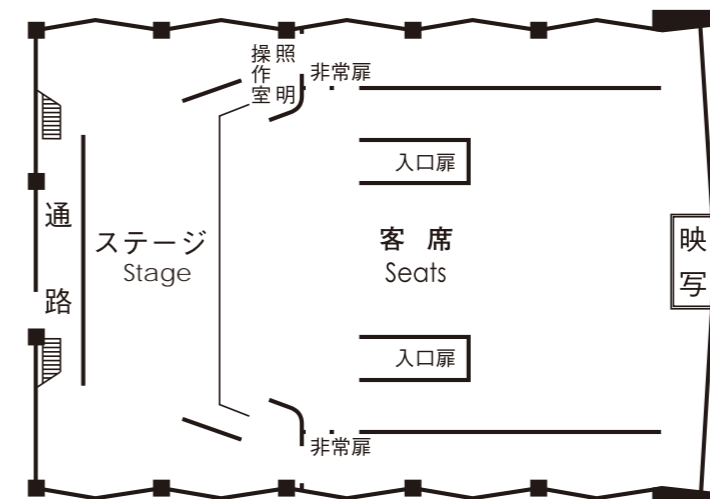 照明
操作室
非常扉
入口扉
通路
ステージ
Stage
客席
Seats
映写
入口扉
非常扉